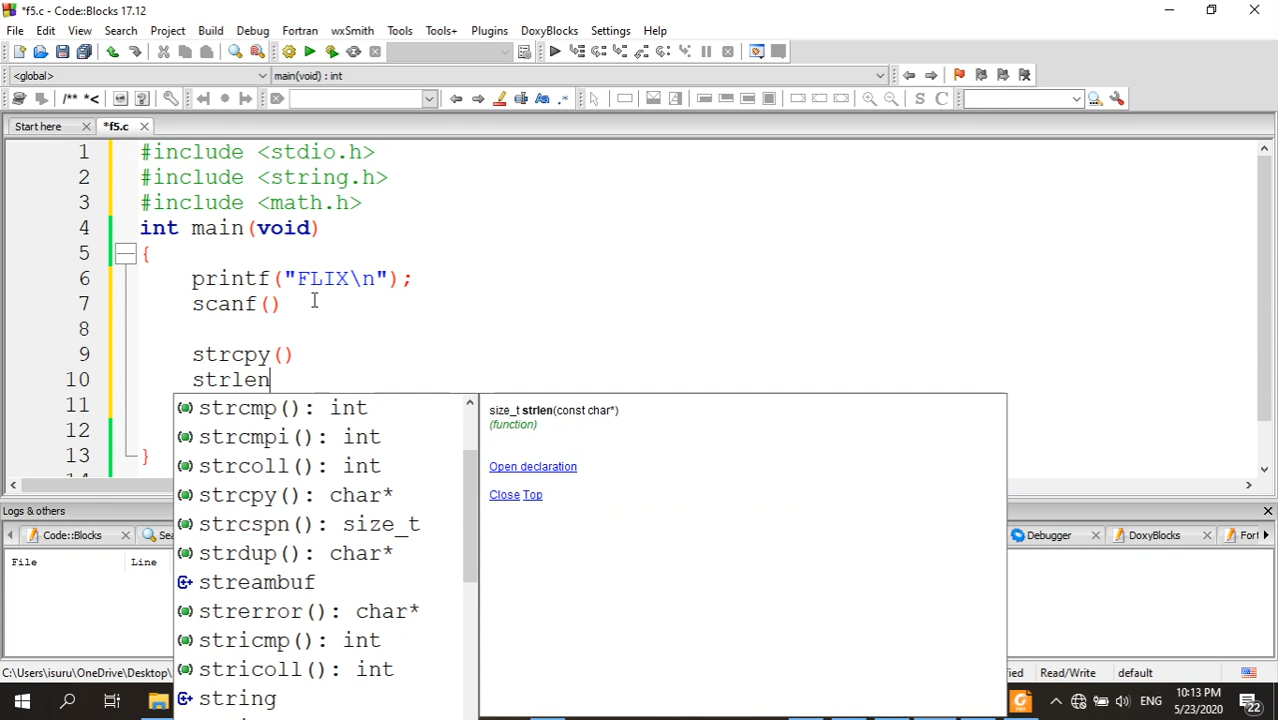 *f5.c - Code::Blocks 17.12
File Edit View Search Project Build Debug Fortran wxSmith Tools Tools+ Plugins DoxyBlocks Settings Help
<global> main(void) : int
/** *<
S C
Start here *f5.c
1 #include <stdio.h>
2 #include <string.h>
3 #include <math.h>
4 int main(void)
5 {
6 printf("FLIX\n");
7 scanf()
8
9 strcpy()
10 strlen
11
12
13 }
strcmp(): int
strcmpi(): int
strcoll(): int
strcpy(): char*
strcspn(): size_t
strdup(): char*
streambuf
strerror(): char*
stricmp(): int
stricoll(): int
string
size_t strlen(const char*)
(function)
Open declaration
Close Top
Logs & others
Code::Blocks Sea Debugger DoxyBlocks Fort
File Line
C:\Users\isuru\OneDrive\Desktop\ fied Read/Write default
ENG 10:13 PM
5/23/2020 22